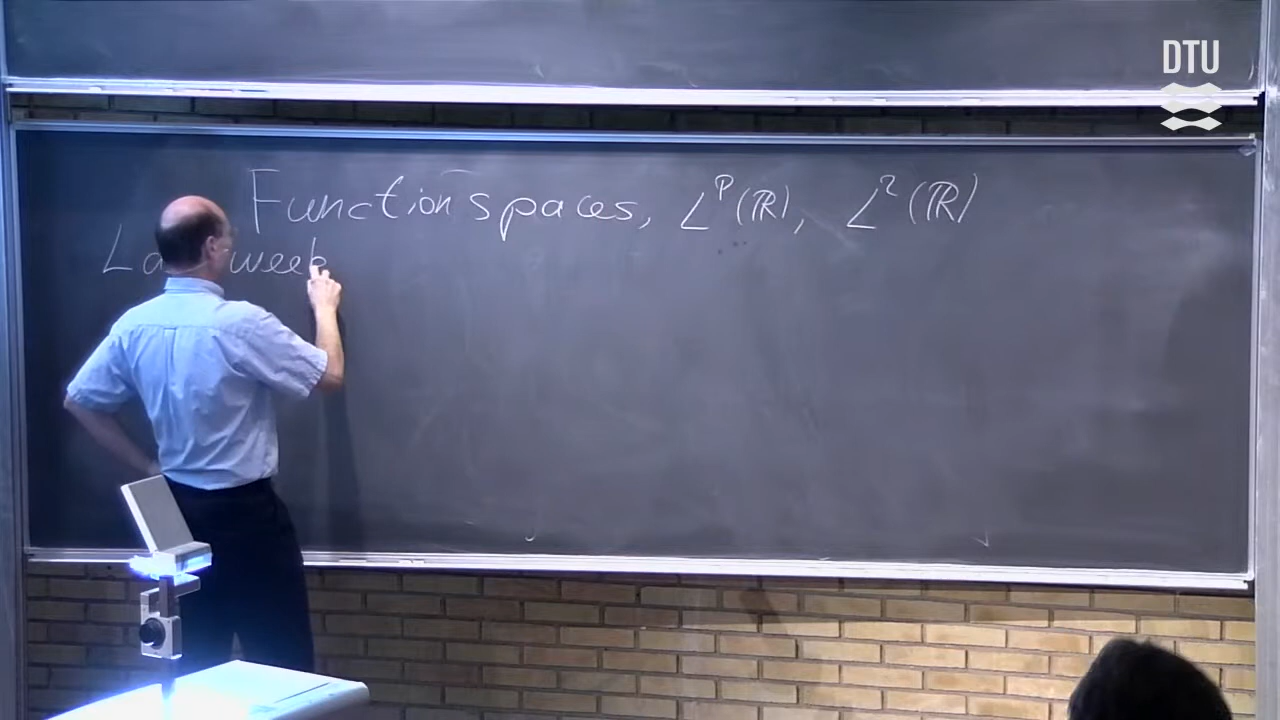 DTU
Function spaces, L^p(ℝ), L^2(ℝ)
week